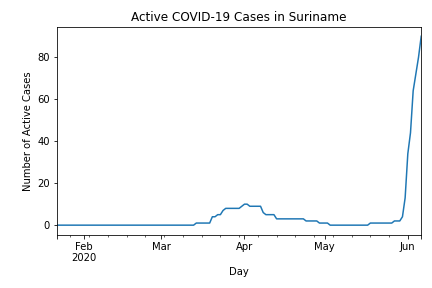 Active COVID-19 Cases in Suriname
Number of Active Cases
80
60
40
20
0
Feb
2020
Mar
Apr
May
Jun
Day